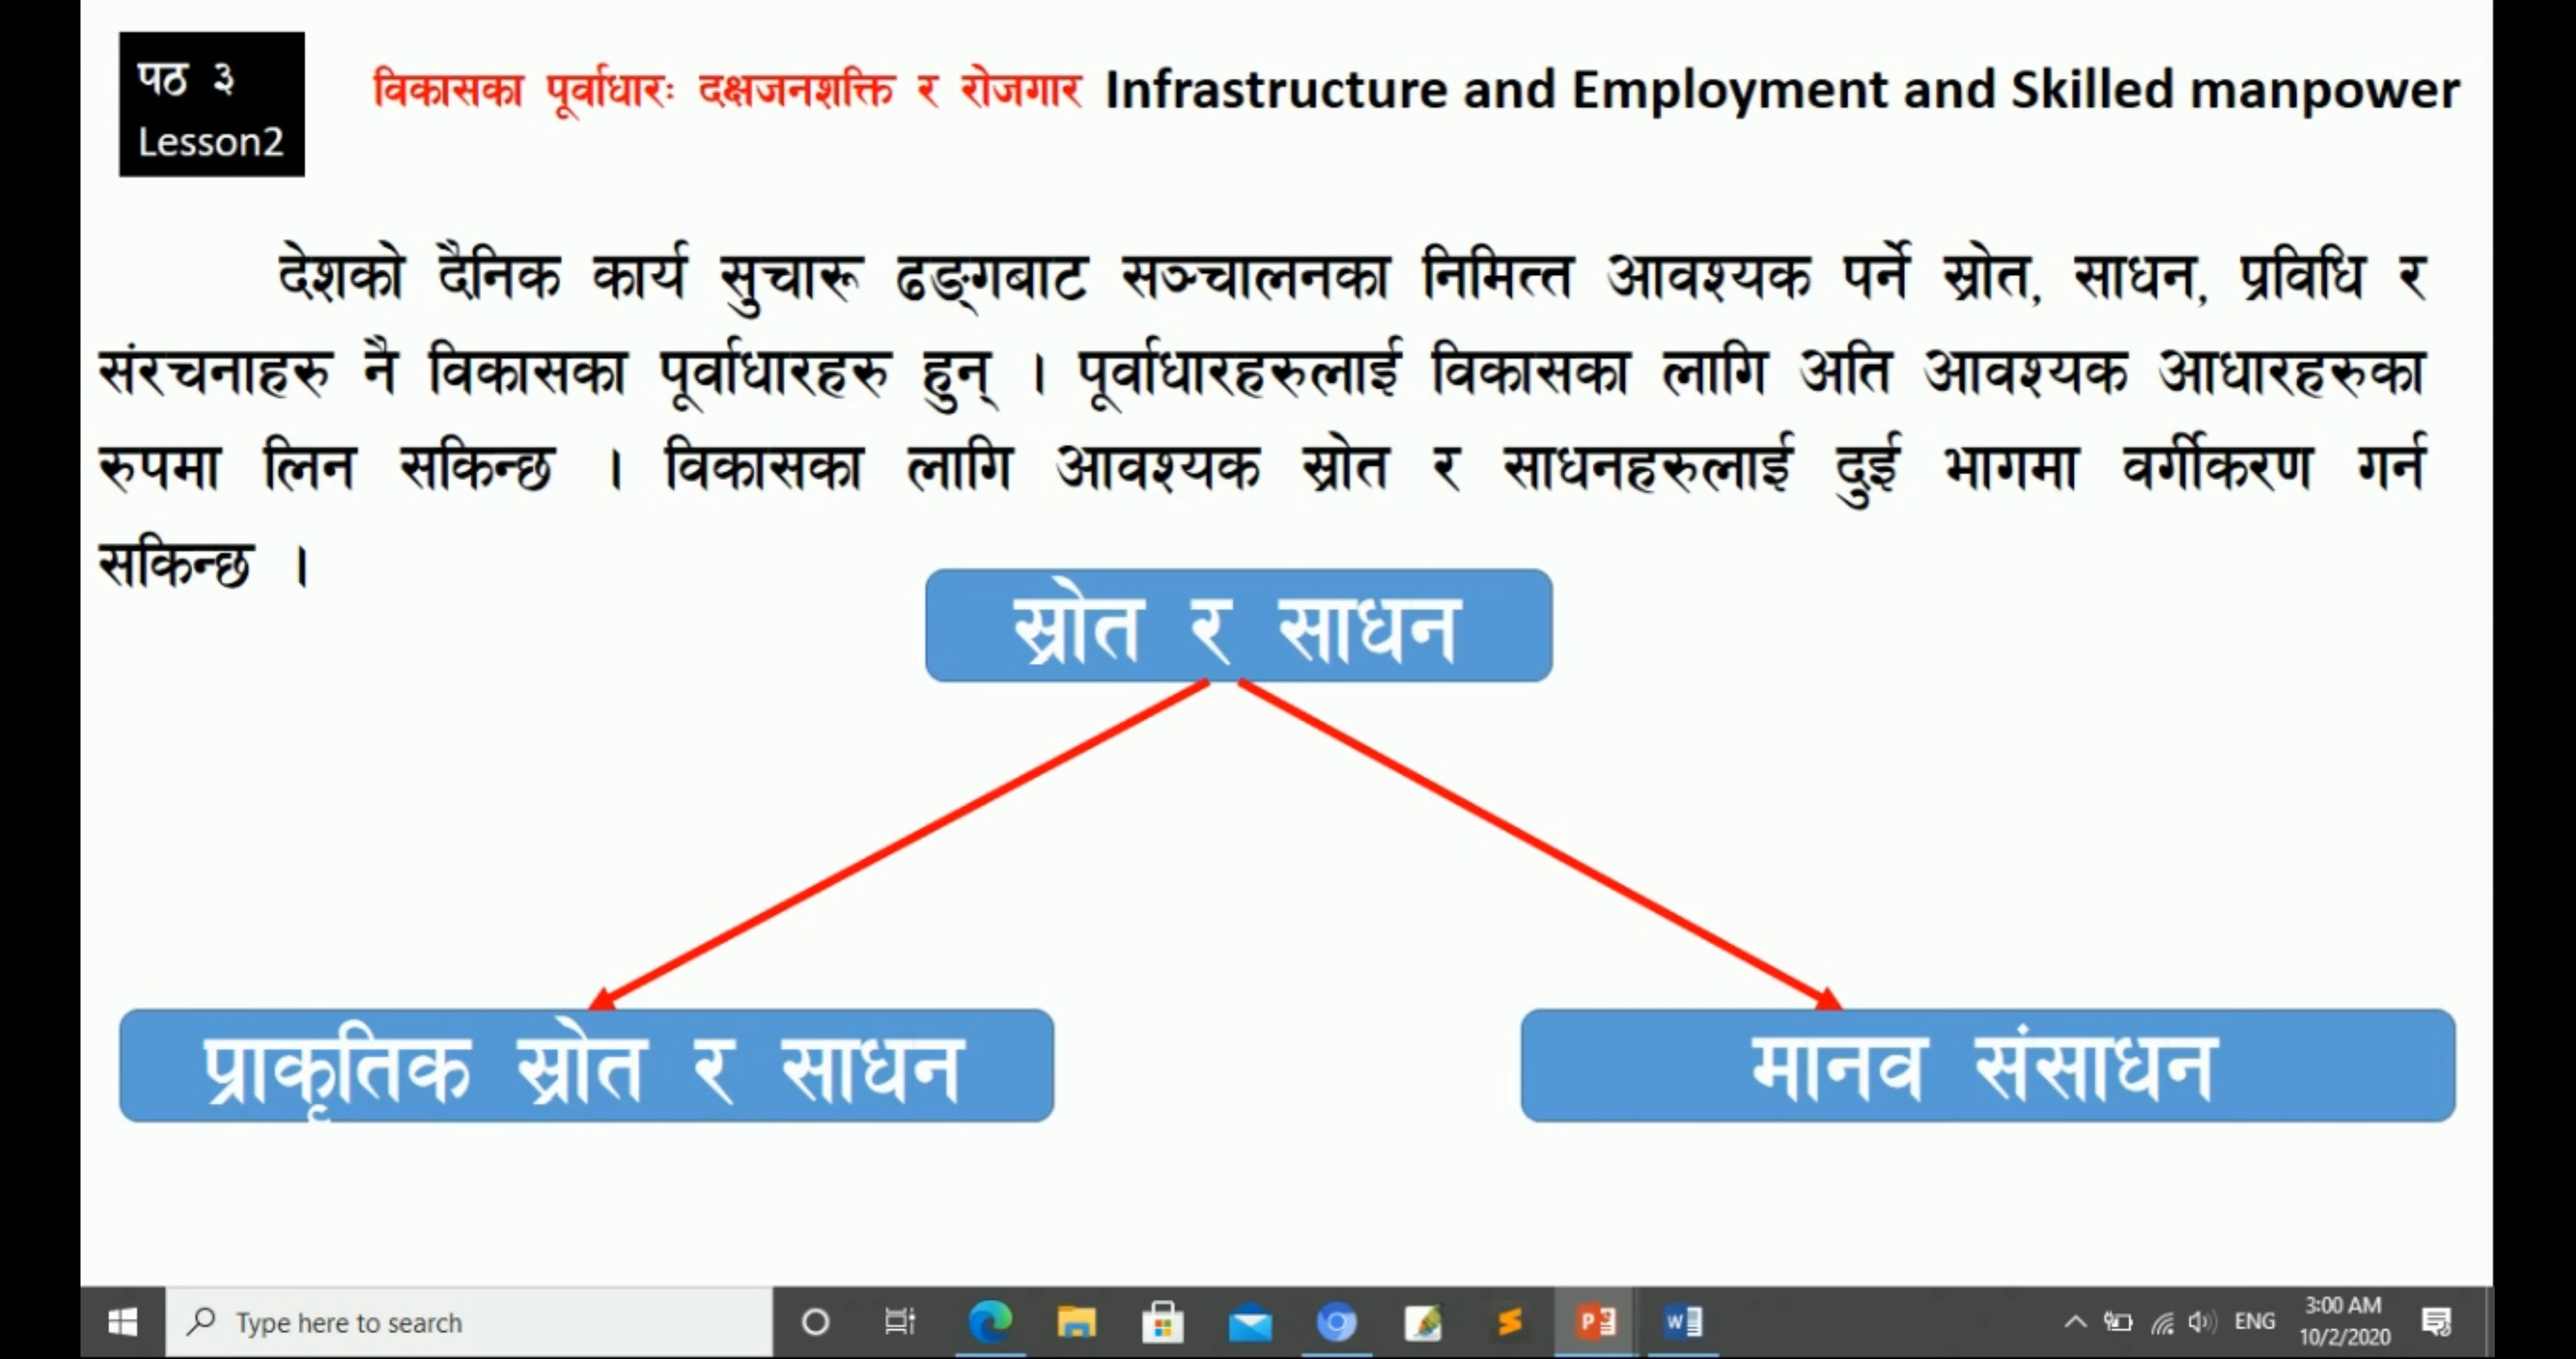 पठ ३
Lesson2
विकासका पूर्वाधारः दक्षजनशक्ति र रोजगार Infrastructure and Employment and Skilled manpower
देशको दैनिक कार्य सुचारू ढङ्गबाट सञ्चालनका निमित्त आवश्यक पर्ने स्रोत, साधन, प्रविधि र
संरचनाहरु नै विकासका पूर्वाधारहरु हुन् । पूर्वाधारहरुलाई विकासका लागि अति आवश्यक आधारहरुका
रुपमा लिन सकिन्छ । विकासका लागि आवश्यक स्रोत र साधनहरुलाई दुई भागमा वर्गीकरण गर्न
सकिन्छ ।
स्रोत र साधन
प्राकृतिक स्रोत र साधन
मानव संसाधन
Type here to search
ENG
3:00 AM
10/2/2020